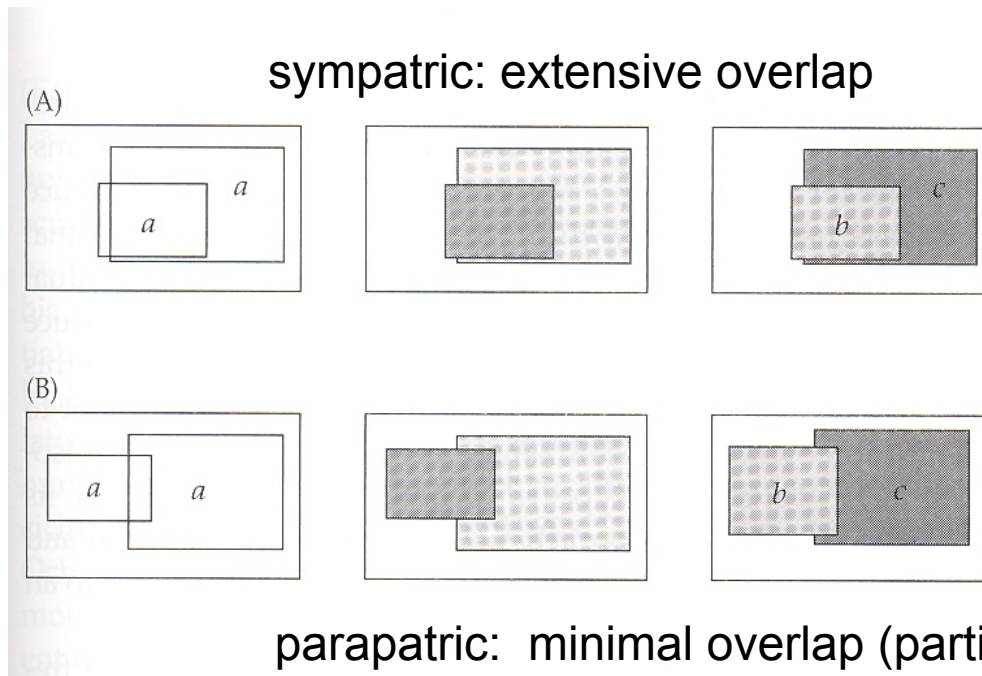 sympatric: extensive overlap
(A)
a a b c
(B)
a a b c
parapatric: minimal overlap (parti